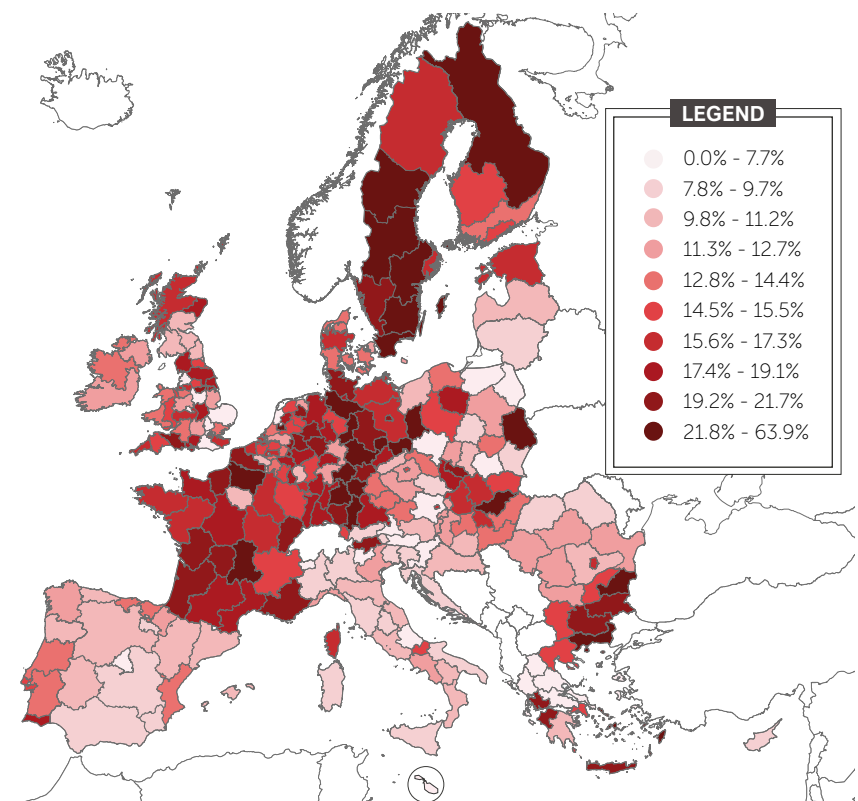 LEGEND
0.0% - 7.7%
7.8% - 9.7%
9.8% - 11.2%
11.3% - 12.7%
12.8% - 14.4%
14.5% - 15.5%
15.6% - 17.3%
17.4% - 19.1%
19.2% - 21.7%
21.8% - 63.9%